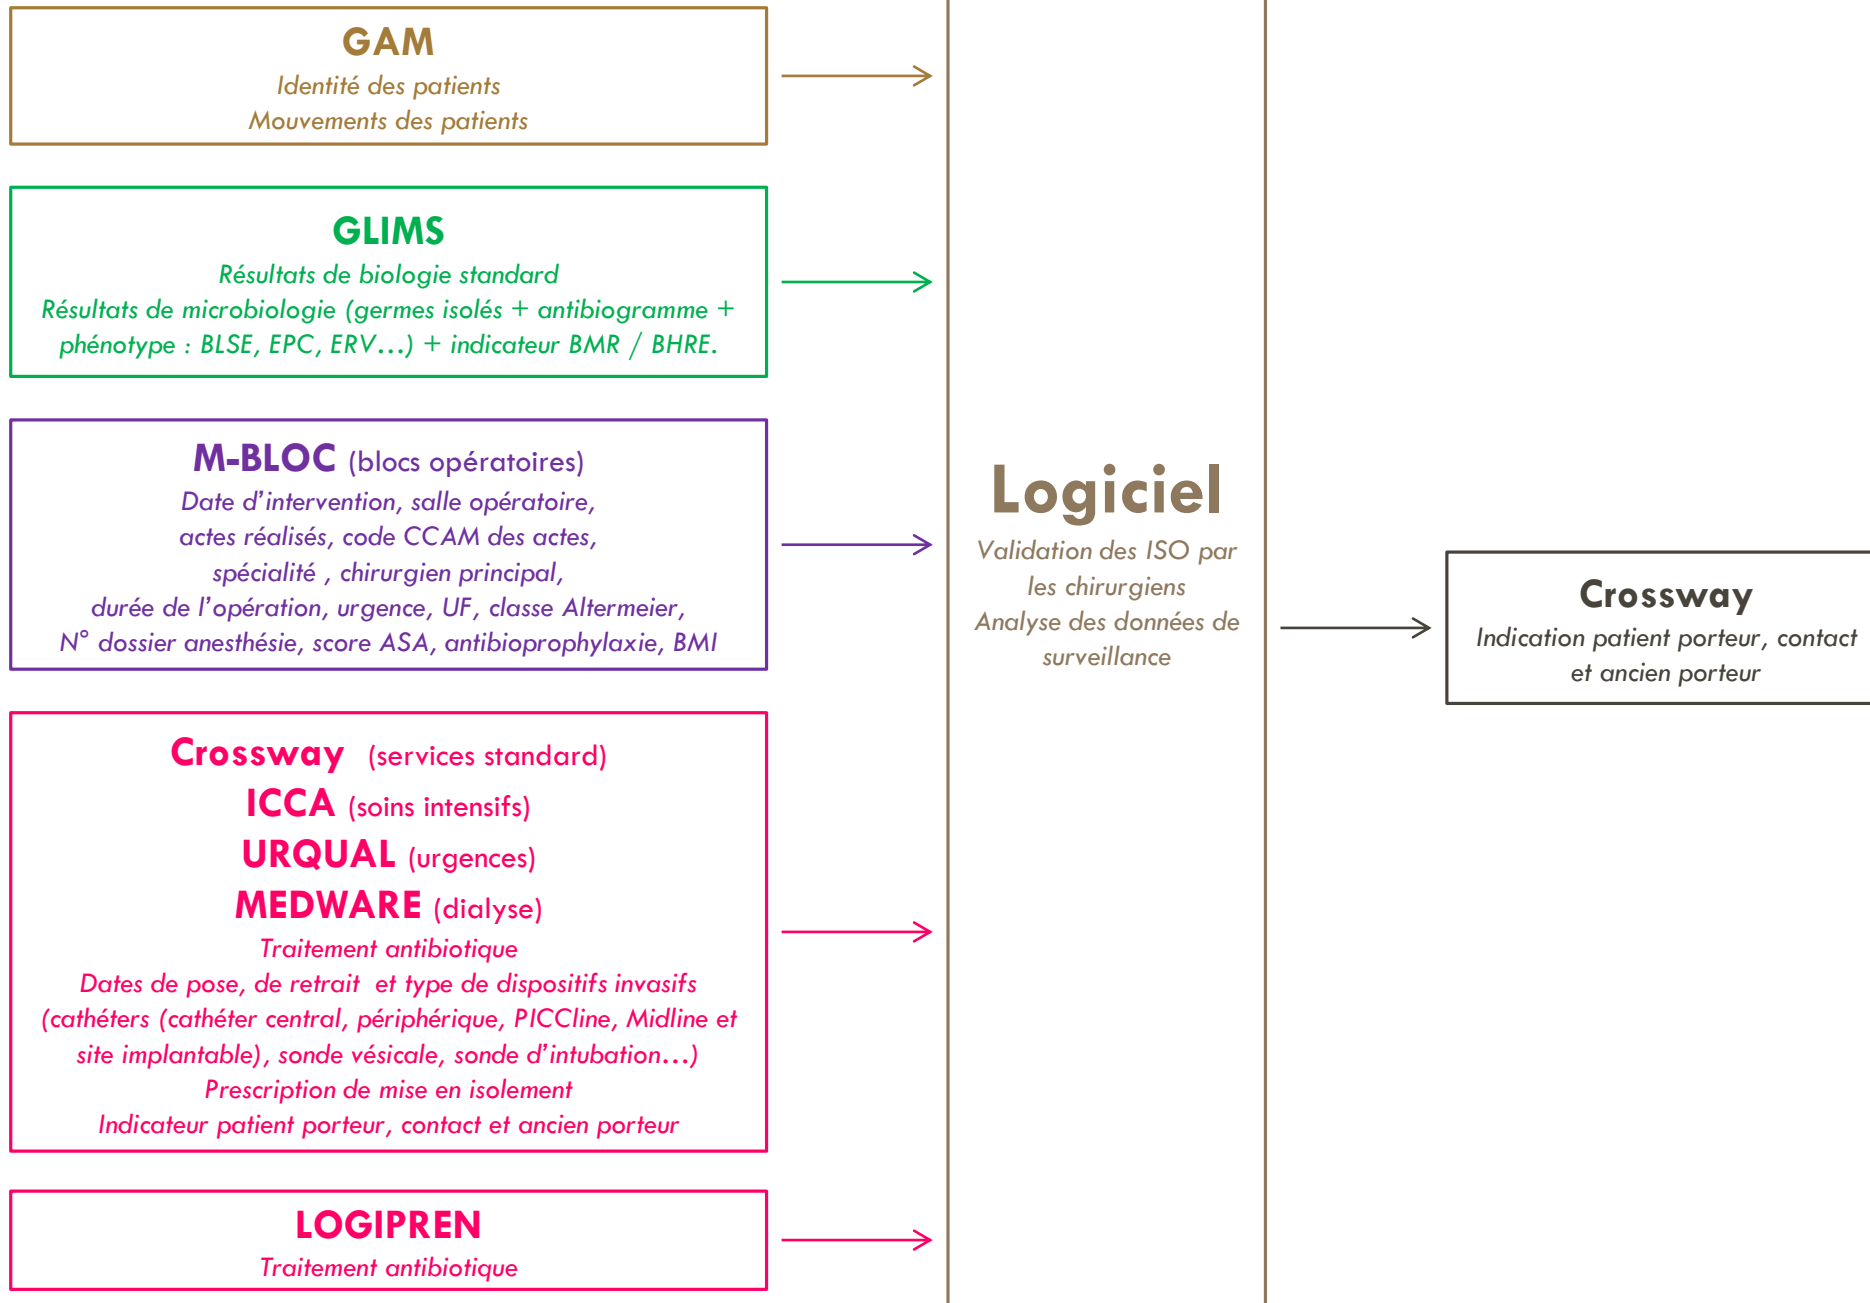 GAM
Identité des patients
Mouvements des patients
GLIMS
Résultats de biologie standard
Résultats de microbiologie (germes isolés + antibiogramme +
phénotype : BLSE, EPC, ERV…) + indicateur BMR / BHRE.
M-BLOC (blocs opératoires)
Date d’intervention, salle opératoire,
actes réalisés, code CCAM des actes,
spécialité , chirurgien principal,
durée de l’opération, urgence, UF, classe Altermeier,
N° dossier anesthésie, score ASA, antibioprophylaxie, BMI
Crossway (services standard)
ICCA (soins intensifs)
URQUAL (urgences)
MEDWARE (dialyse)
Traitement antibiotique
Dates de pose, de retrait et type de dispositifs invasifs
(cathéters (cathéter central, périphérique, PICCline, Midline et
site implantable), sonde vésicale, sonde d’intubation…)
Prescription de mise en isolement
Indicateur patient porteur, contact et ancien porteur
LOGIPREN
Traitement antibiotique
Logiciel
Validation des ISO par
les chirurgiens
Analyse des données de
surveillance
Crossway
Indication patient porteur, contact
et ancien porteur